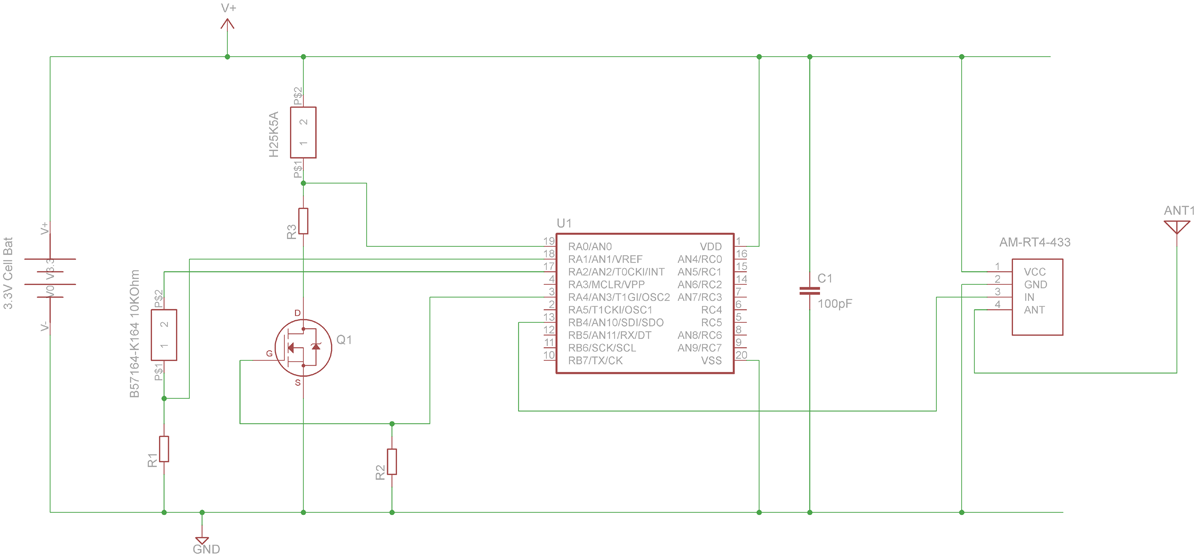 V+
P$2
H25K5A
2
1
P$1
R3
3.3V Cell Bat
V+
V-
B57164-K164 10KOhm
P$2
2
1
P$1
R1
D
G
S
Q1
R2
GND
U1
19 RA0/AN0 VDD 1
18 RA1/AN1/VREF AN4/RC0 16
17 RA2/AN2/T0CKI/INT AN5/RC1 15
4 RA3/MCLR/VPP AN6/RC2 14
3 RA4/AN3/T1GI/OSC2 AN7/RC3 7
2 RA5/T1CKI/OSC1 RC4 6
13 RB4/AN10/SDI/SDO RC5 5
12 RB5/AN11/RX/DT AN8/RC6 8
11 RB6/SCK/SCL AN9/RC7 9
10 RB7/TX/CK VSS 20
C1
100pF
AM-RT4-433
1 VCC
2 GND
3 IN
4 ANT
ANT1